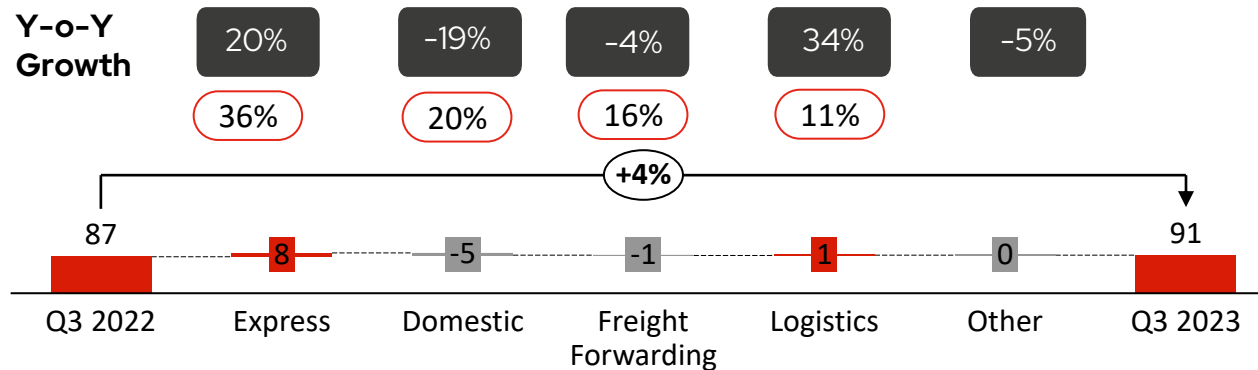 Y-o-Y
Growth
20%
-19%
-4%
34%
-5%
36%
20%
16%
11%
+4%
87
8
-5
-1
1
0
91
Q3 2022
Express
Domestic
Freight
Forwarding
Logistics
Other
Q3 2023